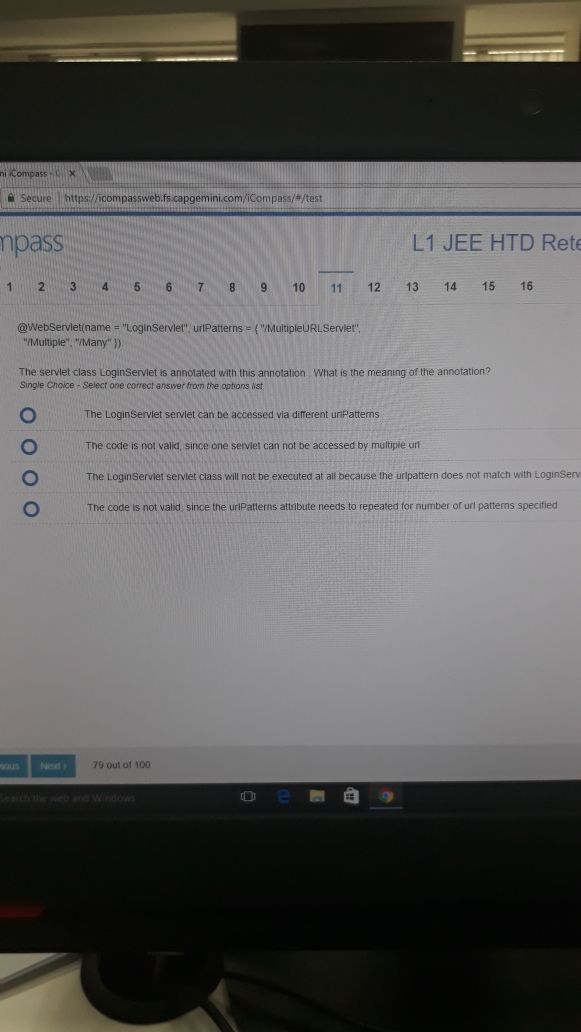 ni iCompass - C x
Secure https://icompassweb.fs.capgemini.com/iCompass/#/test
mpass L1 JEE HTD Rete
1 2 3 4 5 6 7 8 9 10 11 12 13 14 15 16
@WebServlet(name = "LoginServlet", urlPatterns = { "/MultipleURLServlet",
"/Multiple", "/Many" })
The servlet class LoginServlet is annotated with this annotation . What is the meaning of the annotation?
Single Choice - Select one correct answer from the options list
The LoginServlet servlet can be accessed via different urlPatterns
The code is not valid, since one servlet can not be accessed by multiple url
The LoginServlet servlet class will not be executed at all because the urlpattern does not match with LoginServ
The code is not valid, since the urlPatterns attribute needs to repeated for number of url patterns specified
ious Next > 79 out of 100
Search the web and Windows